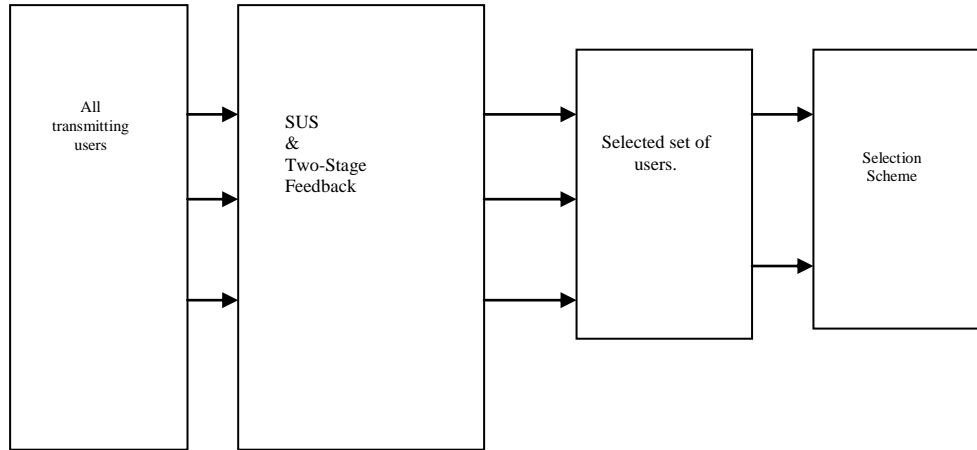 All
transmitting
users
SUS
&
Two-Stage
Feedback
Selected set of
users.
Selection
Scheme